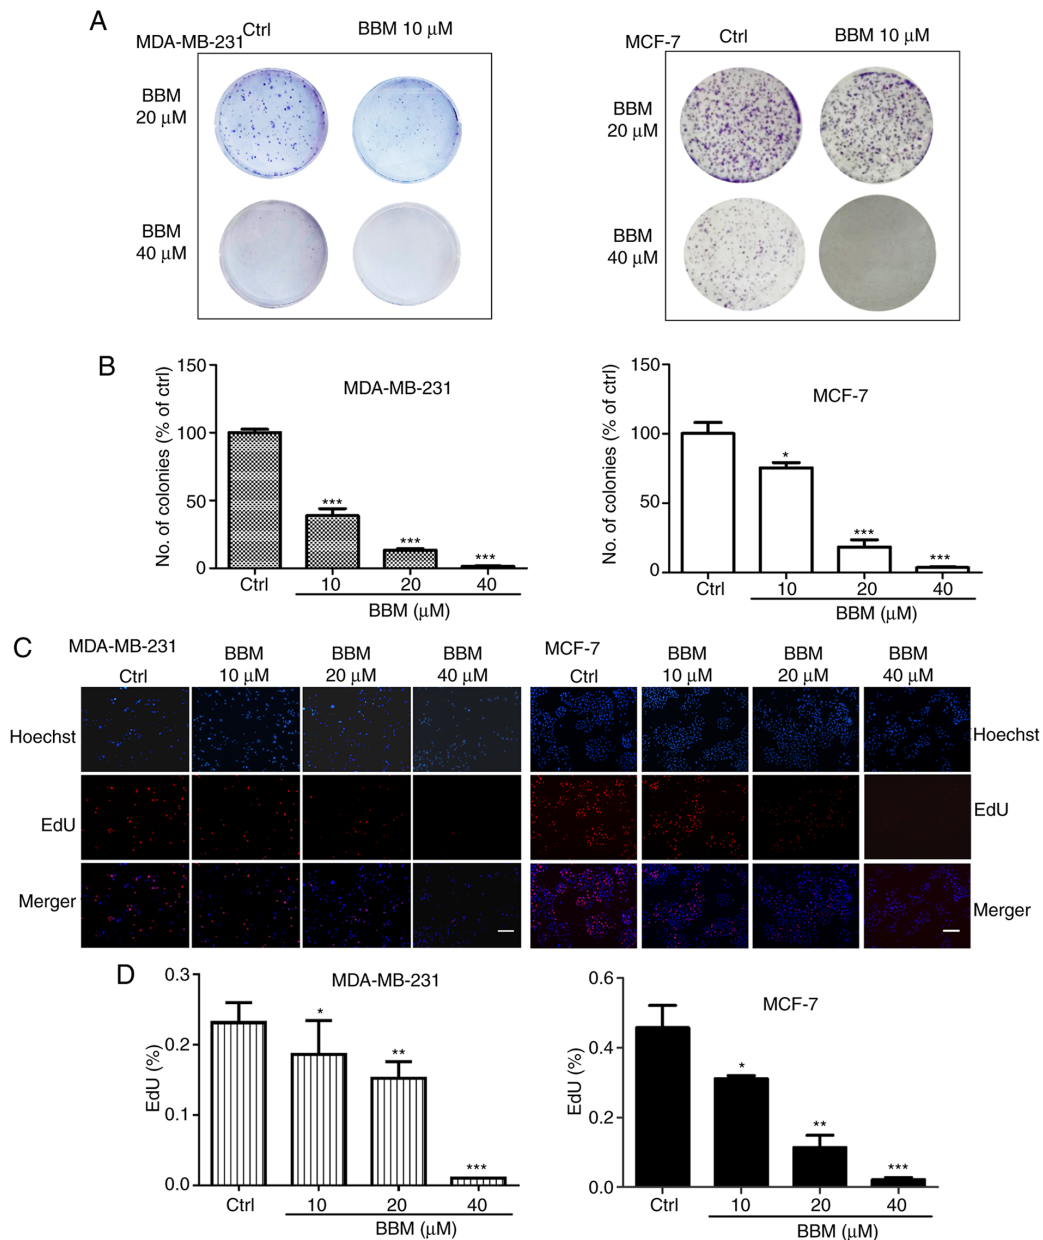 A
MDA-MB-231
Ctrl
BBM 10 μM
BBM
20 μM
BBM
40 μM
MCF-7
Ctrl
BBM 10 μM
BBM
20 μM
BBM
40 μM
B
MDA-MB-231
No. of colonies (% of ctrl)
150
100
50
0
***
***
***
Ctrl
10
20
40
BBM (μM)
MCF-7
No. of colonies (% of ctrl)
150
100
50
0
*
***
***
Ctrl
10
20
40
BBM (μM)
C
MDA-MB-231
Ctrl
BBM
10 μM
BBM
20 μM
BBM
40 μM
MCF-7
Ctrl
BBM
10 μM
BBM
20 μM
BBM
40 μM
Hoechst
Hoechst
EdU
EdU
Merger
Merger
D
MDA-MB-231
EdU (%)
0.3
0.2
0.1
0.0
*
**
***
Ctrl
10
20
40
BBM (μM)
MCF-7
EdU (%)
0.6
0.4
0.2
0.0
*
**
***
Ctrl
10
20
40
BBM (μM)